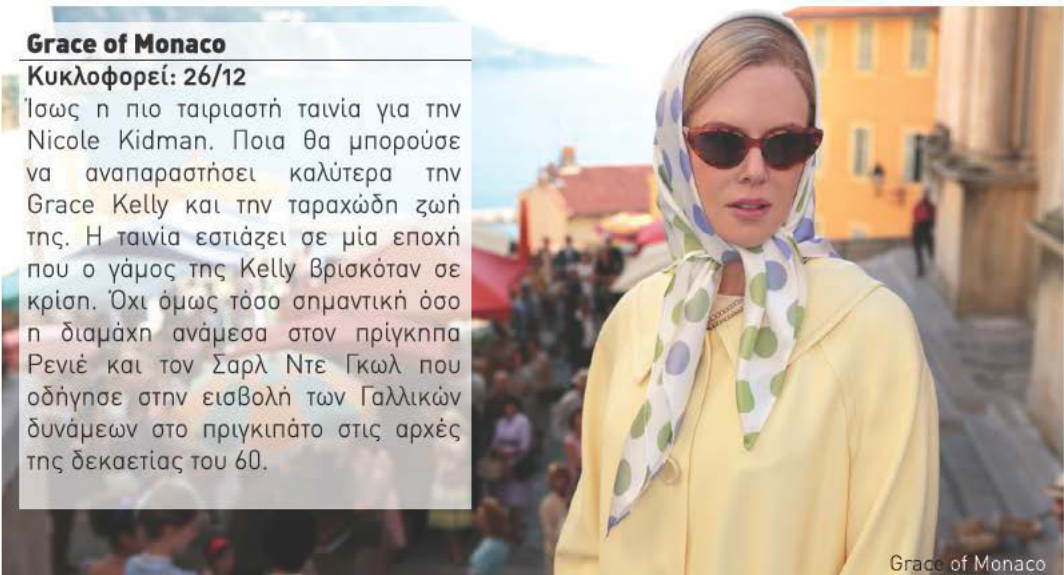 Grace of Monaco
Κυκλοφορεί: 26/12
Ίσως η πιο ταιριαστή ταινία για την
Nicole Kidman. Ποια θα μπορούσε
να αναπαραστήσει καλύτερα την
Grace Kelly και την ταραχώδη ζωή
της. Η ταινία εστιάζει σε μία εποχή
που ο γάμος της Kelly βρισκόταν σε
κρίση. Όχι όμως τόσο σημαντική όσο
η διαμάχη ανάμεσα στον πρίγκηπα
Ρενιέ και τον Σαρλ Ντε Γκωλ που
οδήγησε στην εισβολή των Γαλλικών
δυνάμεων στο πριγκιπάτο στις αρχές
της δεκαετίας του 60.
Grace of Monaco